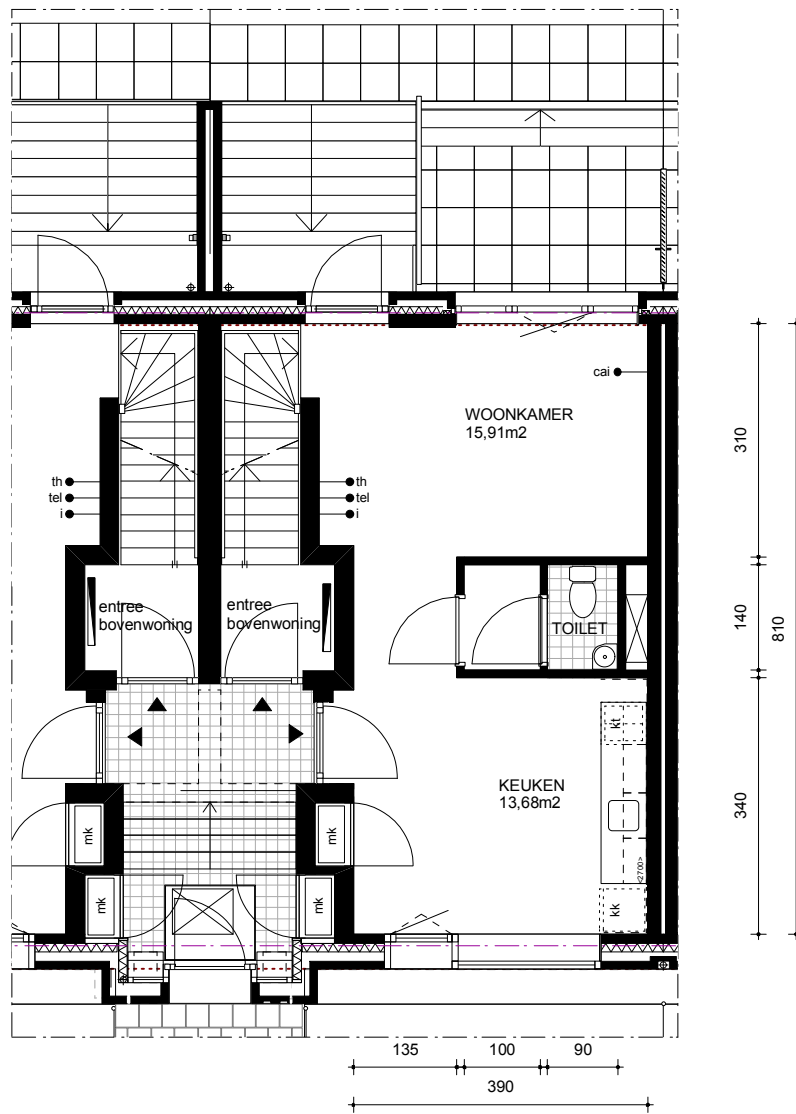 cai
WOONKAMER
15,91m2
th
tel
i
th
tel
i
entree
bovenwoning
entree
bovenwoning
TOILET
kt
KEUKEN
13,68m2
<2700>
kk
mk
mk
mk
mk
310
140
810
340
135
100
90
390